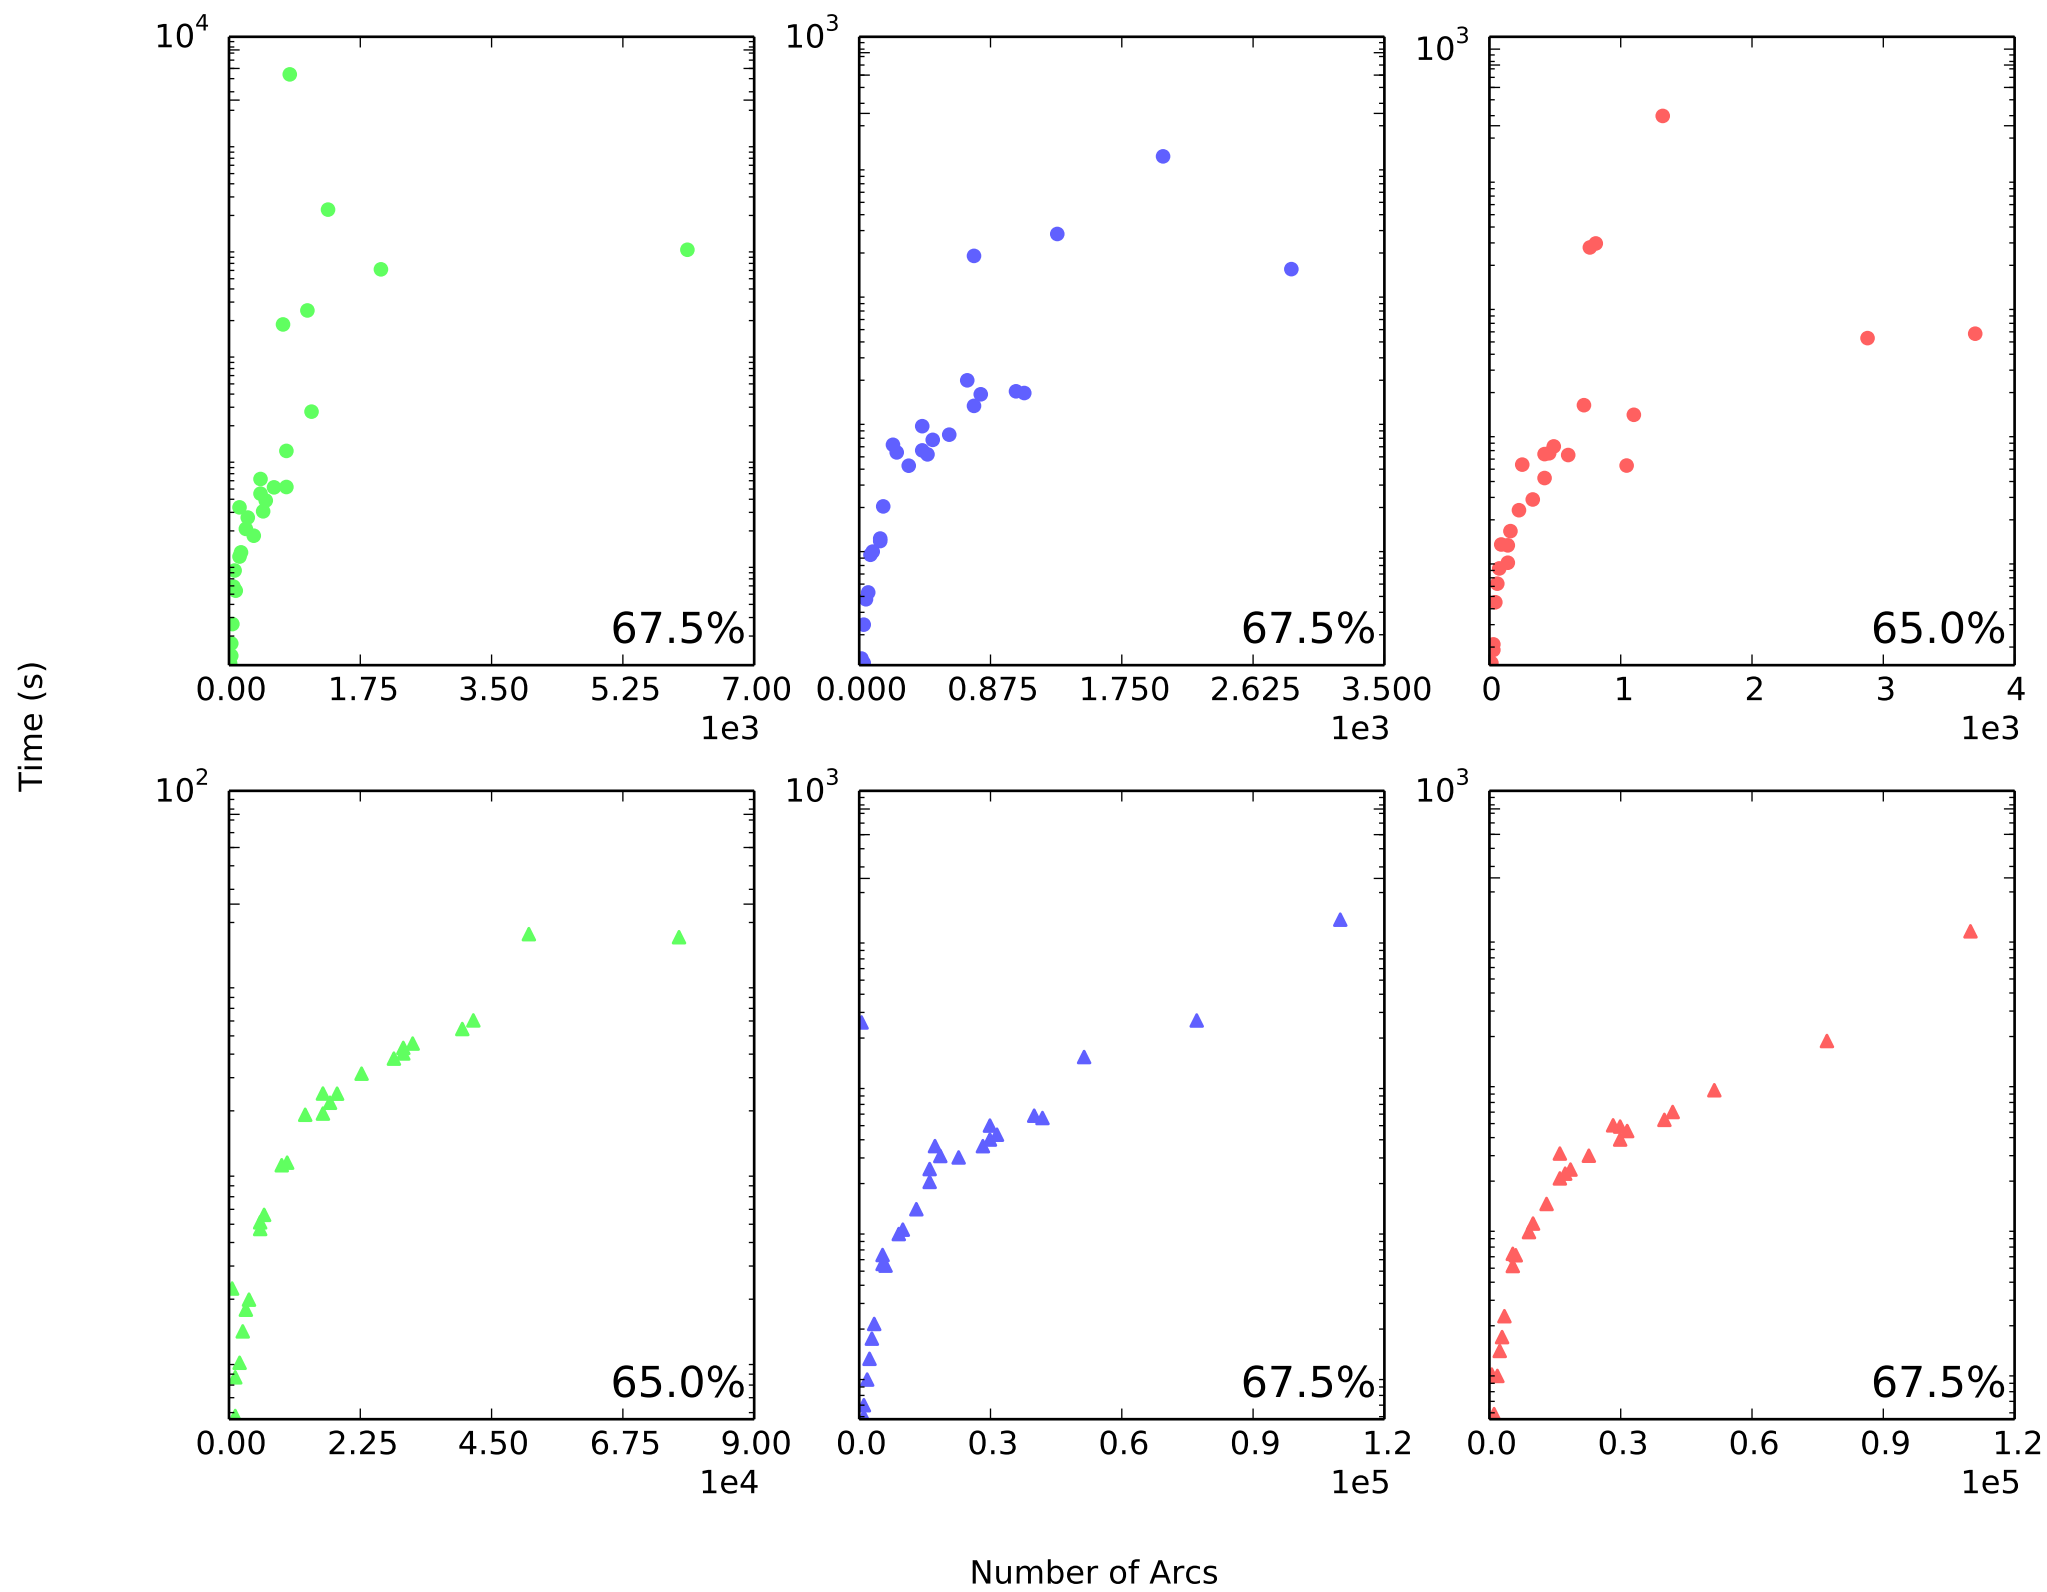 10^4
10^3
10^3
67.5%
67.5%
65.0%
0.00 1.75 3.50 5.25 7.00
0.000 0.875 1.750 2.625 3.500
0 1 2 3 4
1e3
1e3
1e3
Time (s)
10^2
10^3
10^3
65.0%
67.5%
67.5%
0.00 2.25 4.50 6.75 9.00
0.0 0.3 0.6 0.9 1.2
0.0 0.3 0.6 0.9 1.2
1e4
1e5
1e5
Number of Arcs